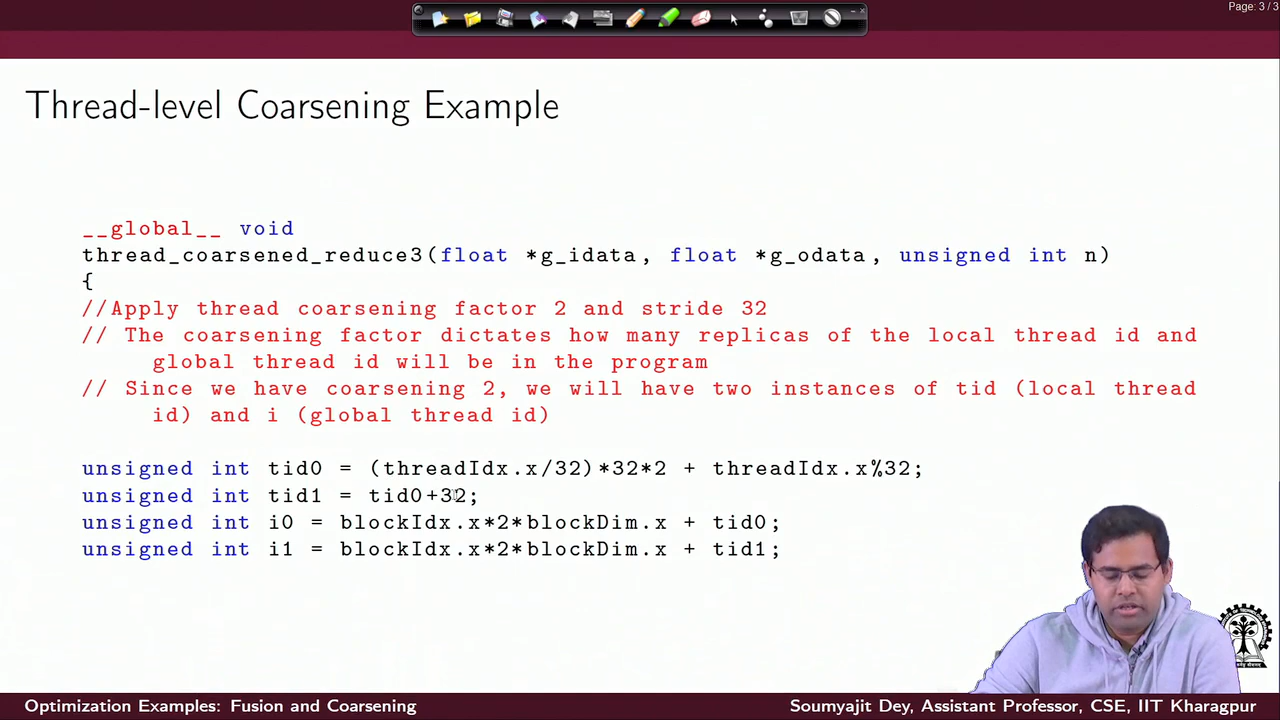 Page: 3 / 3
Thread-level Coarsening Example
__global__ void
thread_coarsened_reduce3(float *g_idata, float *g_odata, unsigned int n)
{
//Apply thread coarsening factor 2 and stride 32
// The coarsening factor dictates how many replicas of the local thread id and
global thread id will be in the program
// Since we have coarsening 2, we will have two instances of tid (local thread
id) and i (global thread id)
unsigned int tid0 = (threadIdx.x/32)*32*2 + threadIdx.x%32;
unsigned int tid1 = tid0+32;
unsigned int i0 = blockIdx.x*2*blockDim.x + tid0;
unsigned int i1 = blockIdx.x*2*blockDim.x + tid1;
Optimization Examples: Fusion and Coarsening
Soumyajit Dey, Assistant Professor, CSE, IIT Kharagpur